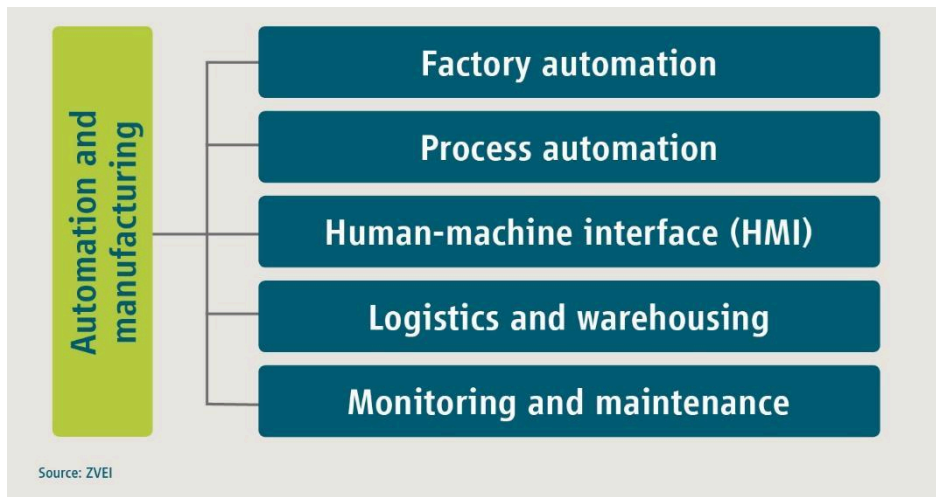 Automation and
manufacturing
Factory automation
Process automation
Human-machine interface (HMI)
Logistics and warehousing
Monitoring and maintenance
Source: ZVEI